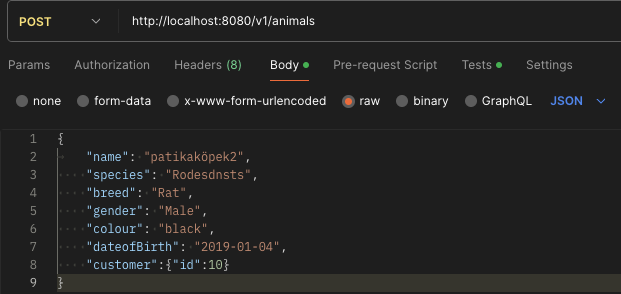 POST http://localhost:8080/v1/animals
Params Authorization Headers (8) Body Pre-request Script Tests Settings
none form-data x-www-form-urlencoded raw binary GraphQL JSON
1 {
2 "name": "patikaköpek2",
3 "species": "Rodesdnsts",
4 "breed": "Rat",
5 "gender": "Male",
6 "colour": "black",
7 "dateofBirth": "2019-01-04",
8 "customer":{"id":10}
9 }